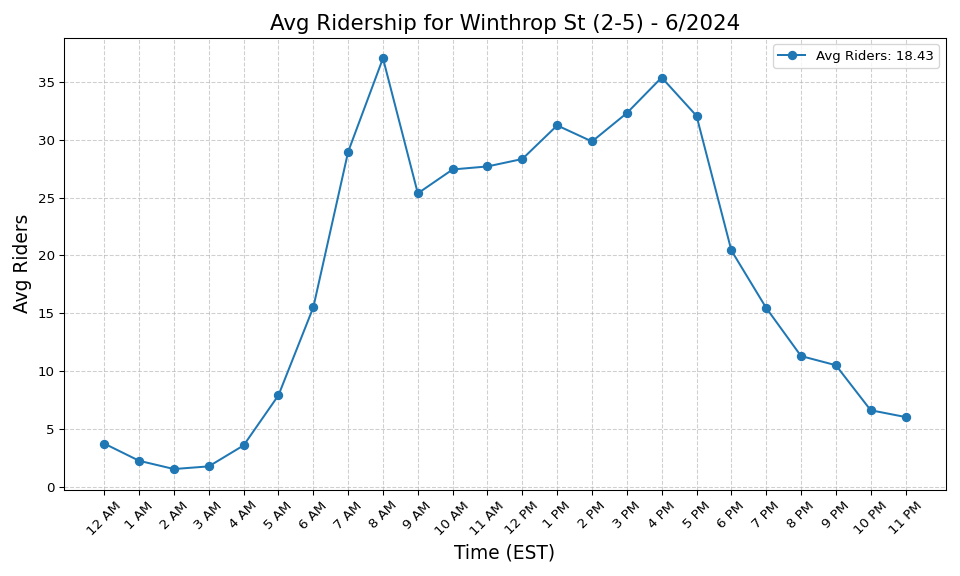 Avg Ridership for Winthrop St (2-5) - 6/2024
Avg Riders: 18.43
Avg Riders
35
30
25
20
15
10
5
0
12 AM
1 AM
2 AM
3 AM
4 AM
5 AM
6 AM
7 AM
8 AM
9 AM
10 AM
11 AM
12 PM
1 PM
2 PM
3 PM
4 PM
5 PM
6 PM
7 PM
8 PM
9 PM
10 PM
11 PM
Time (EST)